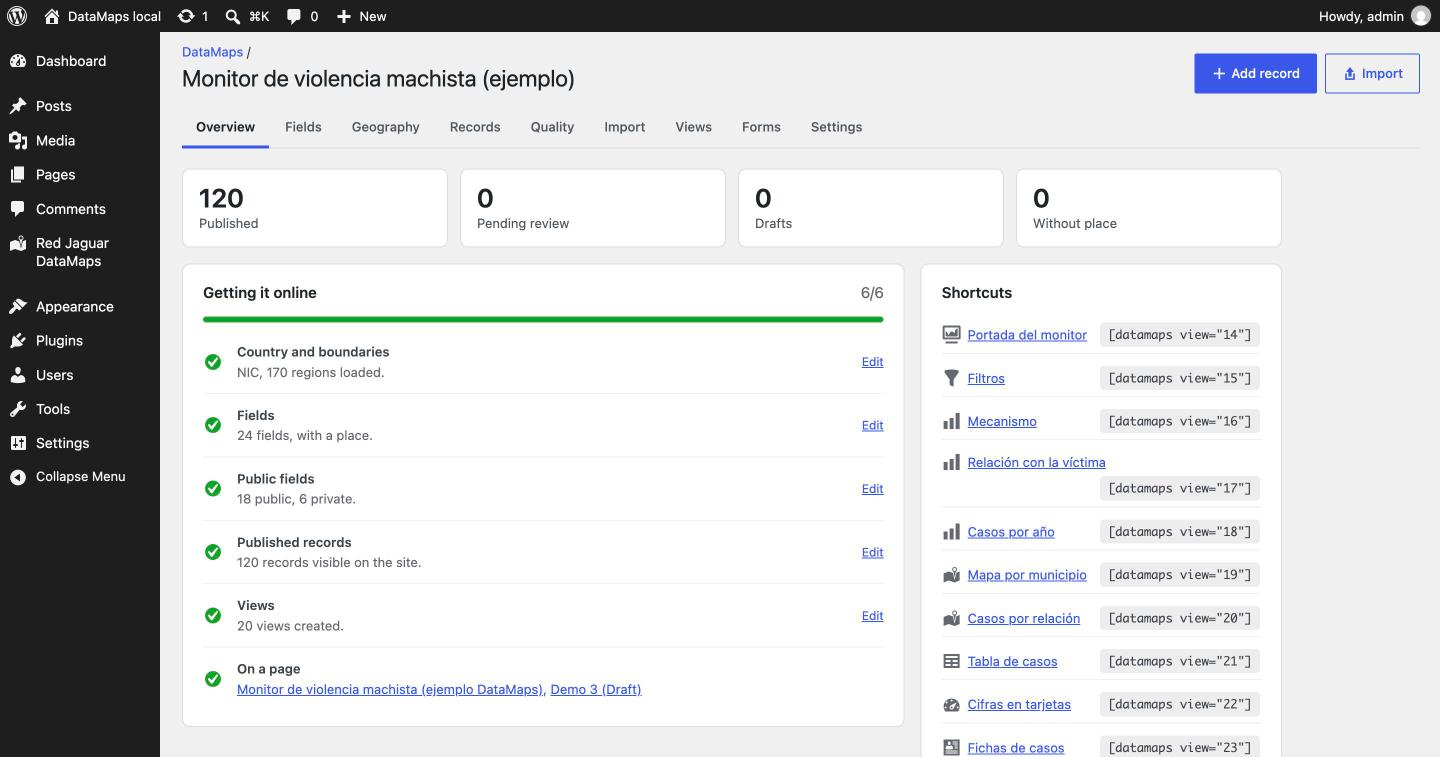 DataMaps local
1
⌘K
0
New
Howdy, admin
Dashboard
Posts
Media
Pages
Comments
Red Jaguar
DataMaps
Appearance
Plugins
Users
Tools
Settings
Collapse Menu
DataMaps /
Monitor de violencia machista (ejemplo)
Add record
Import
Overview Fields Geography Records Quality Import Views Forms Settings
120
Published
0
Pending review
0
Drafts
0
Without place
Getting it online 6/6
Country and boundaries
NIC, 170 regions loaded.
Edit
Fields
24 fields, with a place.
Edit
Public fields
18 public, 6 private.
Edit
Published records
120 records visible on the site.
Edit
Views
20 views created.
Edit
On a page
Monitor de violencia machista (ejemplo DataMaps), Demo 3 (Draft)
Shortcuts
Portada del monitor [datamaps view="14"]
Filtros [datamaps view="15"]
Mecanismo [datamaps view="16"]
Relación con la víctima
[datamaps view="17"]
Casos por año [datamaps view="18"]
Mapa por municipio [datamaps view="19"]
Casos por relación [datamaps view="20"]
Tabla de casos [datamaps view="21"]
Cifras en tarjetas [datamaps view="22"]
Fichas de casos [datamaps view="23"]